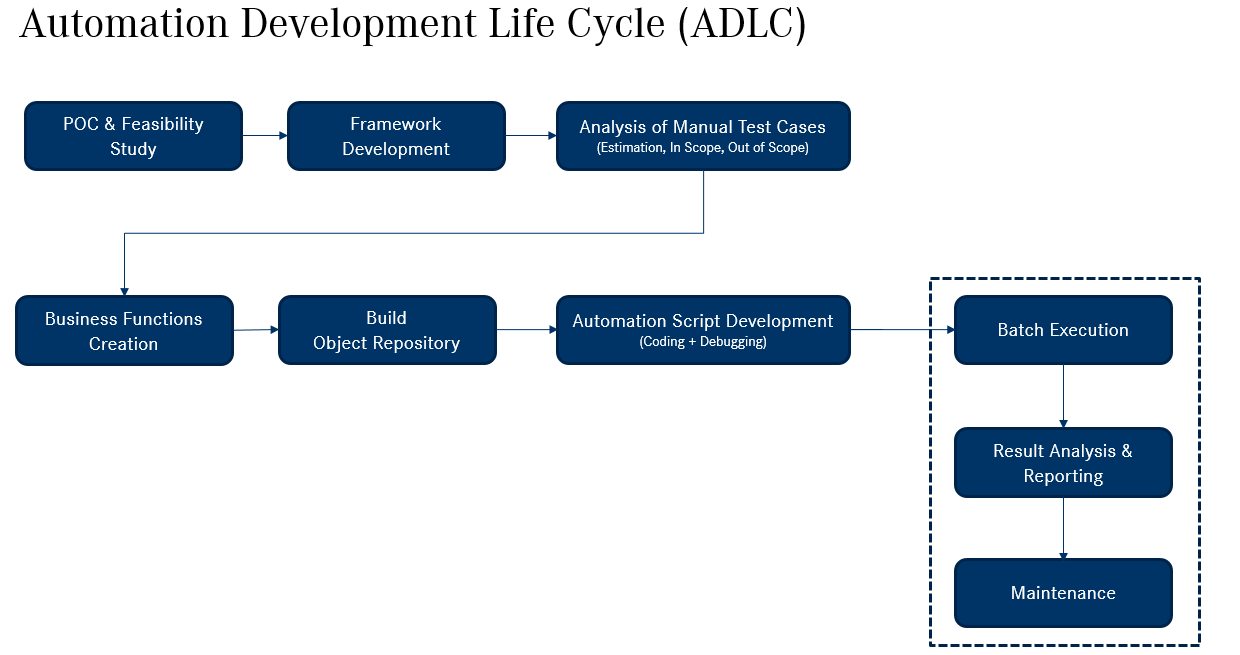 Automation Development Life Cycle (ADLC)
POC & Feasibility
Study
Framework
Development
Analysis of Manual Test Cases
(Estimation, In Scope, Out of Scope)
Business Functions
Creation
Build
Object Repository
Automation Script Development
(Coding + Debugging)
Batch Execution
Result Analysis &
Reporting
Maintenance